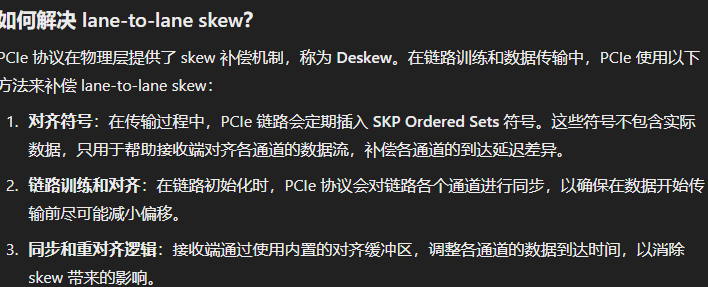 如何解决 lane-to-lane skew?
PCIe 协议在物理层提供了 skew 补偿机制，称为 Deskew。在链路训练和数据传输中，PCIe 使用以下
方法来补偿 lane-to-lane skew：
1. 对齐符号：在传输过程中，PCIe 链路会定期插入 SKP Ordered Sets 符号。这些符号不包含实际
数据，只用于帮助接收端对齐各通道的数据流，补偿各通道的到达延迟差异。
2. 链路训练和对齐：在链路初始化时，PCIe 协议会对链路各个通道进行同步，以确保在数据开始传
输前尽可能减小偏移。
3. 同步和重对齐逻辑：接收端通过使用内置的对齐缓冲区，调整各通道的数据到达时间，以消除
skew 带来的影响。